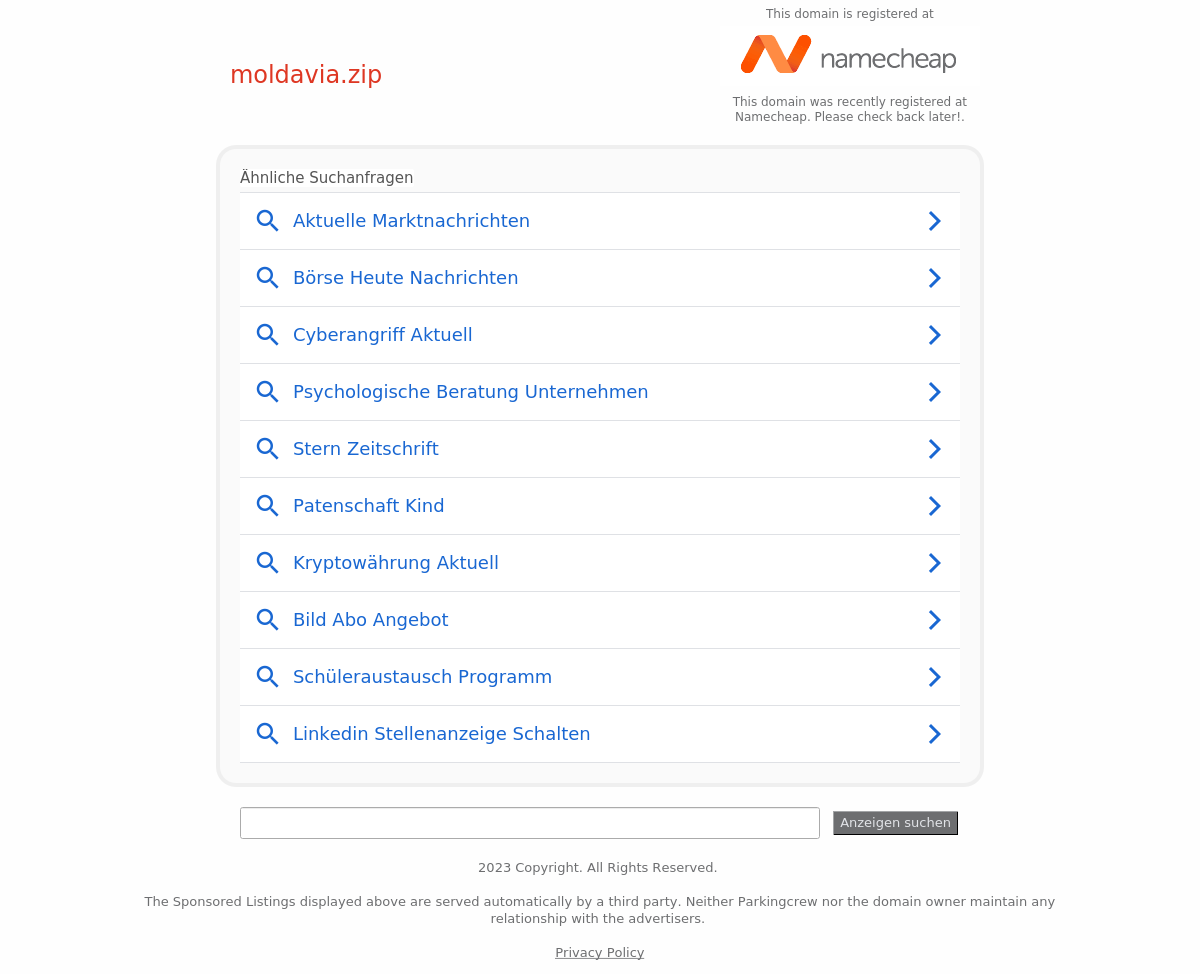 This domain is registered at
namecheap
moldavia.zip
This domain was recently registered at
Namecheap. Please check back later!.
Ähnliche Suchanfragen
Aktuelle Marktnachrichten
Börse Heute Nachrichten
Cyberangriff Aktuell
Psychologische Beratung Unternehmen
Stern Zeitschrift
Patenschaft Kind
Kryptowährung Aktuell
Bild Abo Angebot
Schüleraustausch Programm
Linkedin Stellenanzeige Schalten
Anzeigen suchen
2023 Copyright. All Rights Reserved.
The Sponsored Listings displayed above are served automatically by a third party. Neither Parkingcrew nor the domain owner maintain any
relationship with the advertisers.
Privacy Policy